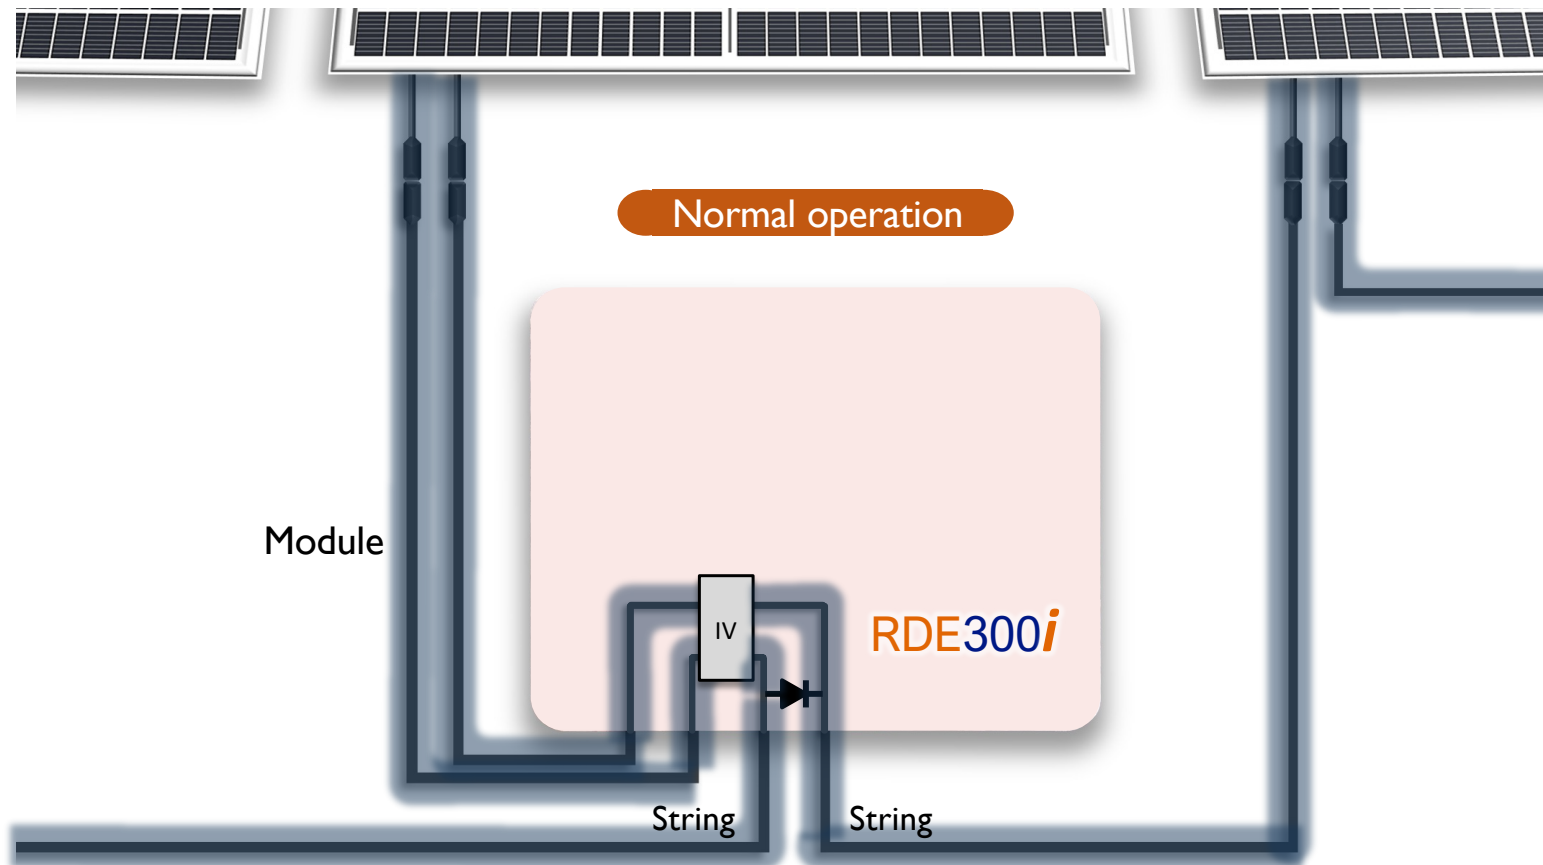 Normal operation
Module
IV
RDE300i
String
String